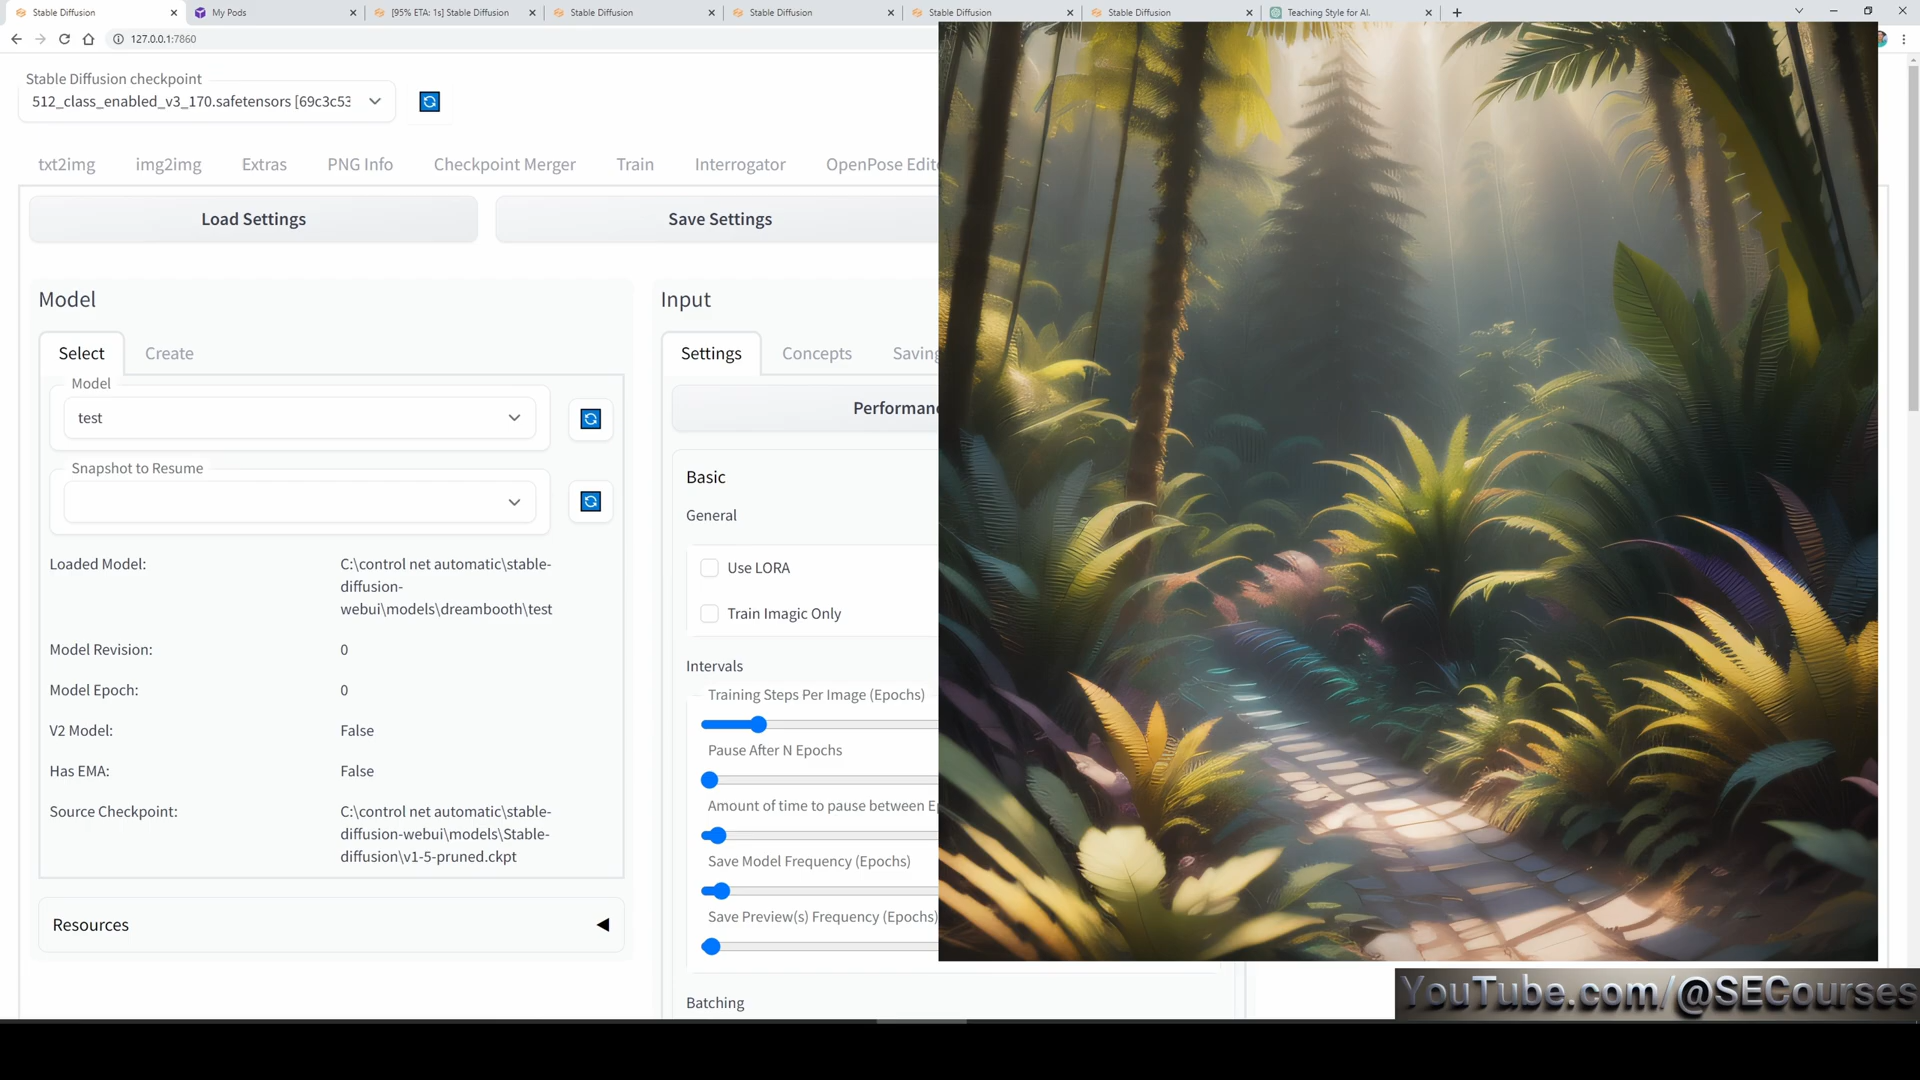 Stable Diffusion
My Pods
[95% ETA: 1s] Stable Diffusion
Stable Diffusion
Stable Diffusion
Stable Diffusion
Stable Diffusion
Teaching Style for AI.
127.0.0.1:7860
Stable Diffusion checkpoint
512_class_enabled_v3_170.safetensors [69c3c53
txt2img
img2img
Extras
PNG Info
Checkpoint Merger
Train
Interrogator
OpenPose Edito
Load Settings
Save Settings
Model
Select
Create
Model
test
Snapshot to Resume
Loaded Model:
C:\control net automatic\stable-
diffusion-
webui\models\dreambooth\test
Model Revision:
0
Model Epoch:
0
V2 Model:
False
Has EMA:
False
Source Checkpoint:
C:\control net automatic\stable-
diffusion-webui\models\Stable-
diffusion\v1-5-pruned.ckpt
Resources
Input
Settings
Concepts
Saving
Performanc
Basic
General
Use LORA
Train Imagic Only
Intervals
Training Steps Per Image (Epochs)
Pause After N Epochs
Amount of time to pause between E
Save Model Frequency (Epochs)
Save Preview(s) Frequency (Epochs)
Batching
YouTube.com/@SECourses